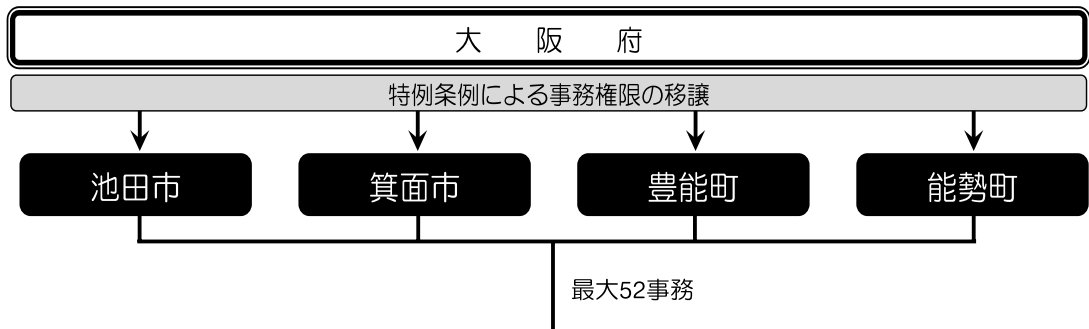 大　阪　府
特例条例による事務権限の移譲
池田市
箕面市
豊能町
能勢町
最大52事務